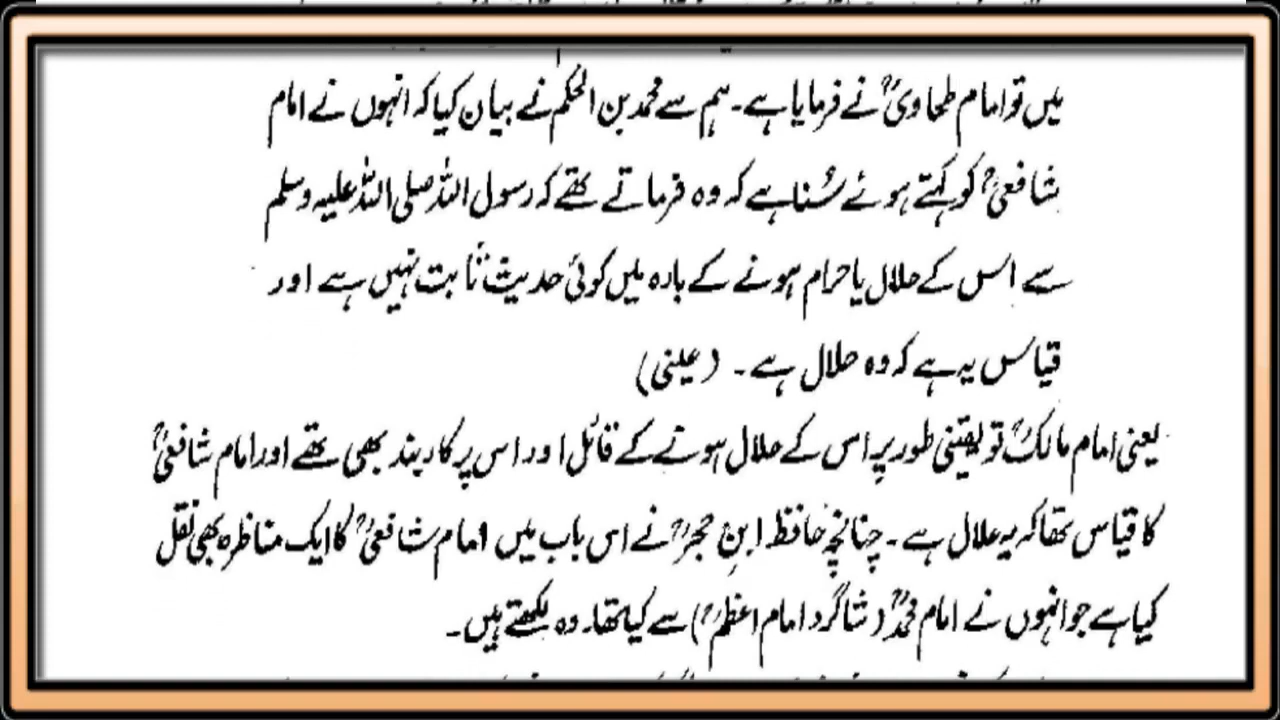 میں تو امام طحاویؒ نے فرمایا ہے۔ ہم سے محمد بن الحکم نے بیان کیا کہ انہوں نے امام
شافعیؒ کو کہتے ہوئے سُنا ہے کہ وہ فرماتے تھے کہ رسول اللہ صلی اللہ علیہ وسلم
سے اس کے حلال یا حرام ہونے کے بارہ میں کوئی حدیث ثابت نہیں ہے اور
قیاس یہ ہے کہ وہ حلال ہے۔ (عینی)
یعنی امام مالکؒ تو یقینی طور پر اس کے حلال ہونے کے قائل اور اس پر کاربند بھی تھے اور امام شافعیؒ
کا قیاس تھا کہ یہ حلال ہے۔ چنانچہ حافظ ابنِ حجرؒ نے اس باب میں امام شافعیؒ کا ایک مناظرہ بھی نقل
کیا ہے جو انہوں نے امام محمدؒ (شاگرد امام اعظمؒ) سے کیا تھا۔ وہ لکھتے ہیں۔